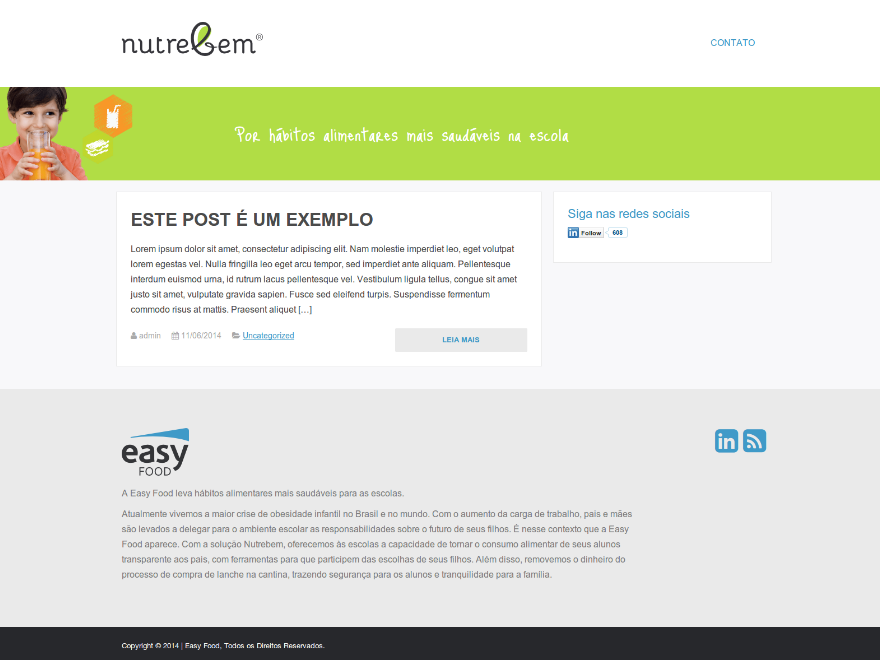 nutrebem®
CONTATO
Por hábitos alimentares mais saudáveis na escola
ESTE POST É UM EXEMPLO
Lorem ipsum dolor sit amet, consectetur adipiscing elit. Nam molestie imperdiet leo, eget volutpat
lorem egestas vel. Nulla fringilla leo eget arcu tempor, sed imperdiet ante aliquam. Pellentesque
interdum euismod urna, id rutrum lacus pellentesque vel. Vestibulum ligula tellus, congue sit amet
justo sit amet, vulputate gravida sapien. Fusce sed eleifend turpis. Suspendisse fermentum
commodo risus at mattis. Praesent aliquet […]
admin 11/06/2014 Uncategorized
LEIA MAIS
Siga nas redes sociais
in Follow 608
easy
FOOD
in
A Easy Food leva hábitos alimentares mais saudáveis para as escolas.
Atualmente vivemos a maior crise de obesidade infantil no Brasil e no mundo. Com o aumento da carga de trabalho, pais e mães
são levados a delegar para o ambiente escolar as responsabilidades sobre o futuro de seus filhos. É nesse contexto que a Easy
Food aparece. Com a solução Nutrebem, oferecemos às escolas a capacidade de tornar o consumo alimentar de seus alunos
transparente aos pais, com ferramentas para que participem das escolhas de seus filhos. Além disso, removemos o dinheiro do
processo de compra de lanche na cantina, trazendo segurança para os alunos e tranquilidade para a família.
Copyright © 2014 | Easy Food, Todos os Direitos Reservados.